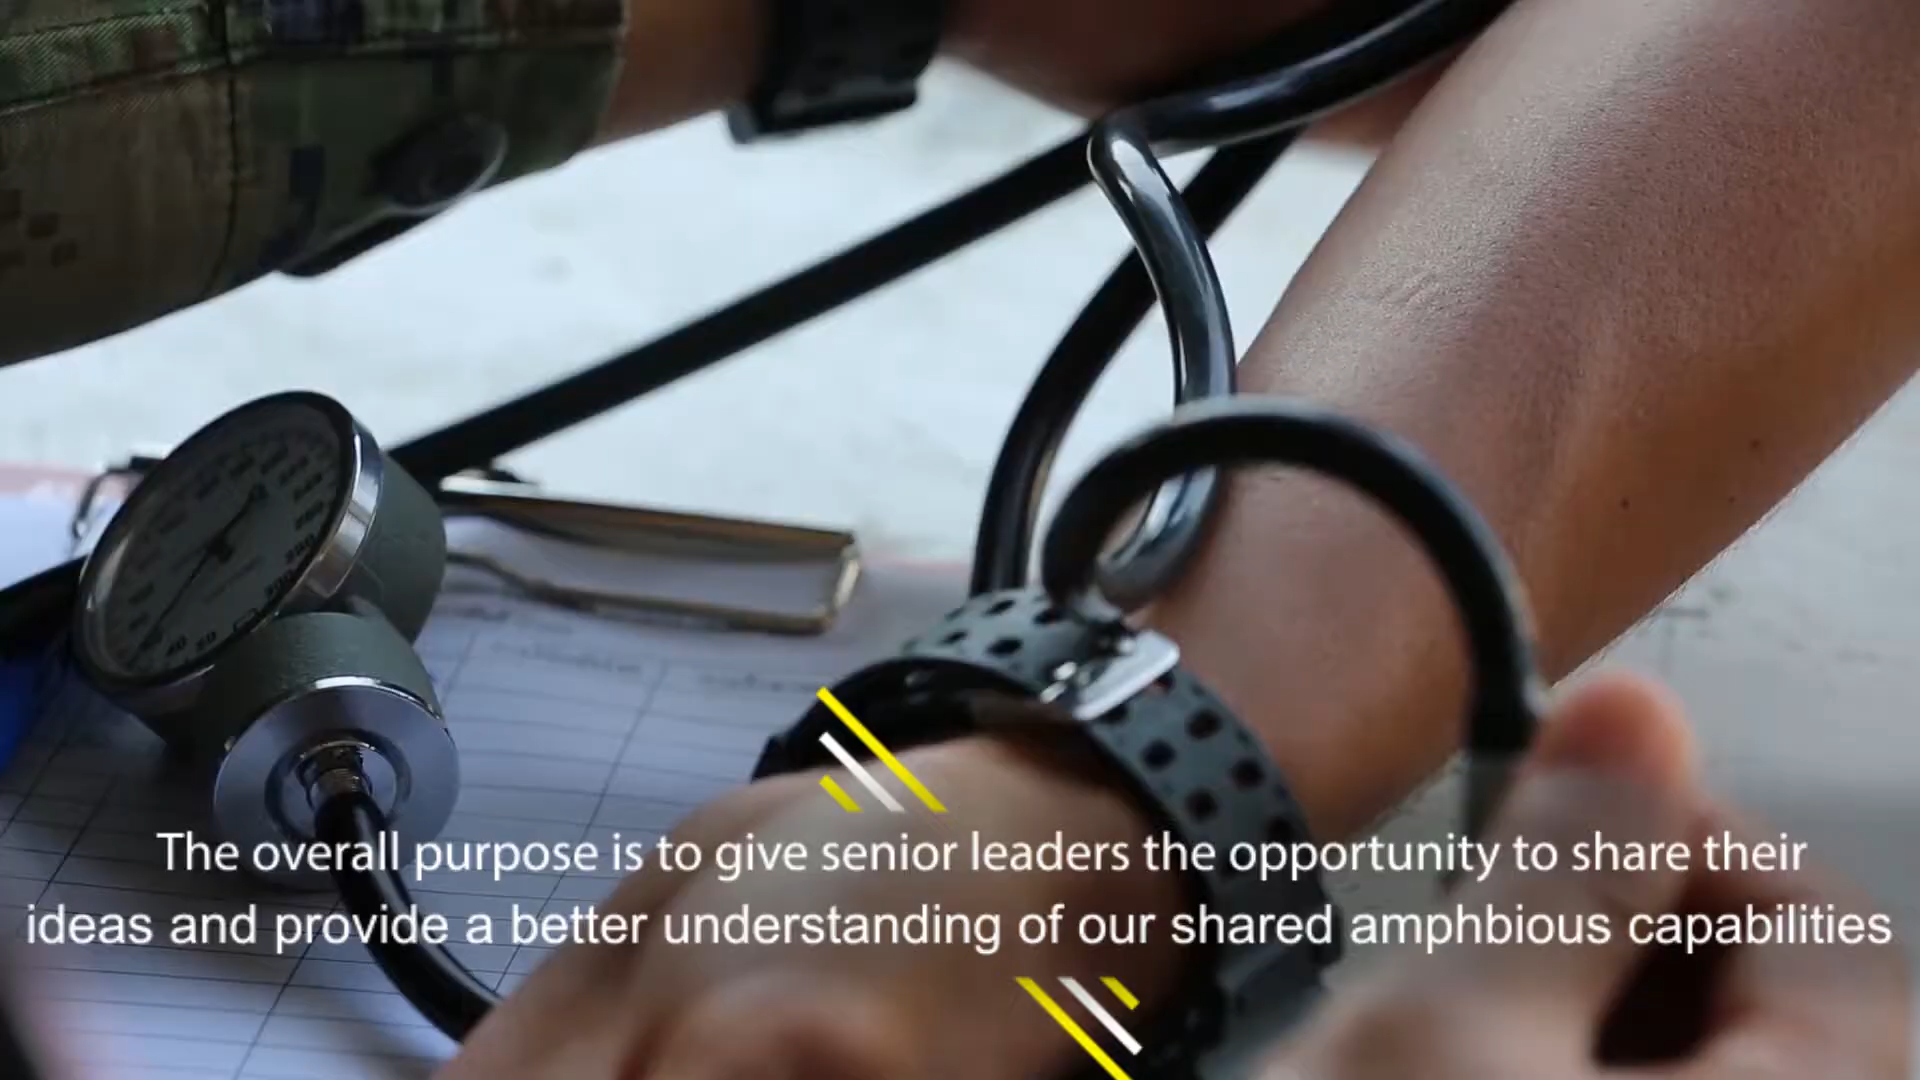 The overall purpose is to give senior leaders the opportunity to share their
ideas and provide a better understanding of our shared amphbious capabilities